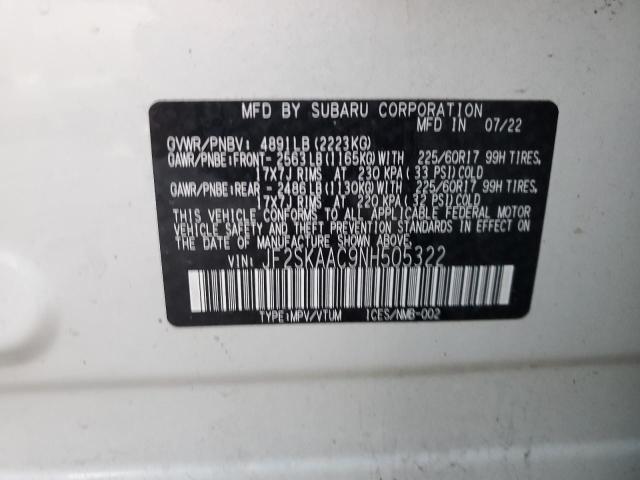 MFD BY SUBARU CORPORATION
MFD IN 07/22
GVWR/PNBV: 4891LB(2223KG)
GAWR/PNBE:FRONT- 2563LB(1165KG)WITH 225/60R17 99H TIRES.
17X7J RIMS AT 230 KPA( 33 PSI)COLD
GAWR/PNBE:REAR - 2486LB(1130KG)WITH 225/60R17 99H TIRES.
17X7J RIMS AT 220 KPA( 32 PSI)COLD
THIS VEHICLE CONFORMS TO ALL APPLICABLE FEDERAL MOTOR
VEHICLE SAFETY AND THEFT PREVENTION STANDARDS IN EFFECT ON
THE DATE OF MANUFACTURE SHOWN ABOVE.
VIN: JF2SKAAC9NH505322
TYPE:MPV/VTUM ICES/NMB-002